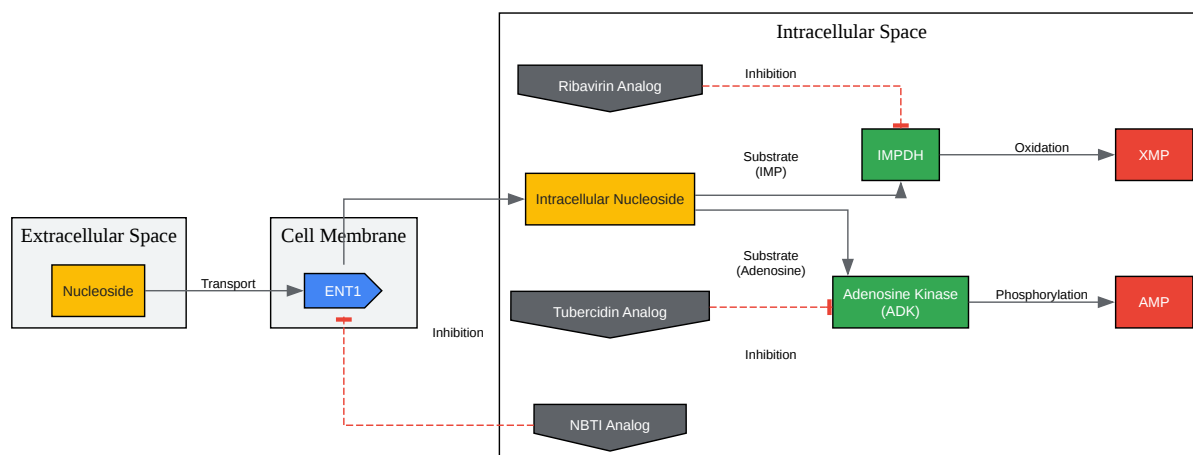 Intracellular Space
Ribavirin Analog
Inhibition
IMPDH
Oxidation
XMP
Substrate
(IMP)
Intracellular Nucleoside
Extracellular Space
Nucleoside
Transport
Cell Membrane
ENT1
Substrate
(Adenosine)
Adenosine Kinase
(ADK)
Phosphorylation
AMP
Tubercidin Analog
Inhibition
Inhibition
NBTI Analog